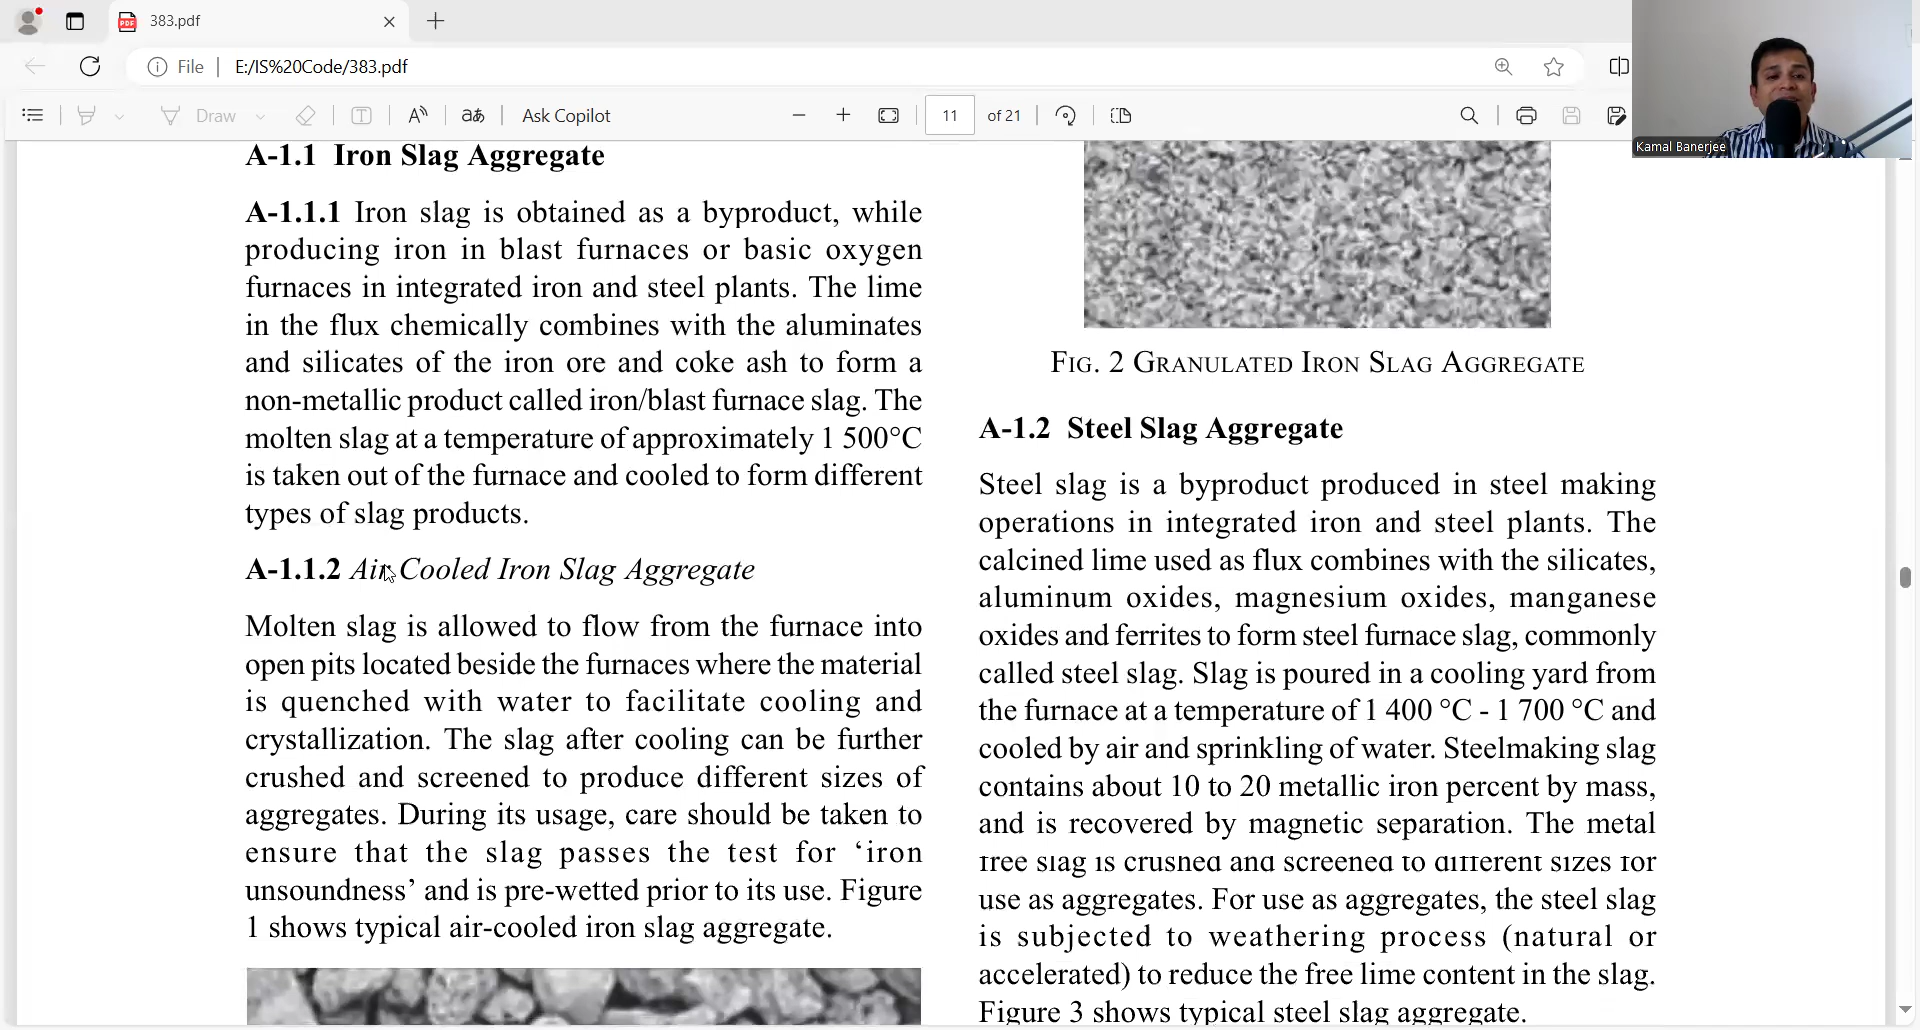 383.pdf
File
E:/IS%20Code/383.pdf
Draw
aあ
Ask Copilot
11
of 21
Kamal Banerjee
A-1.1 Iron Slag Aggregate
A-1.1.1 Iron slag is obtained as a byproduct, while
producing iron in blast furnaces or basic oxygen
furnaces in integrated iron and steel plants. The lime
in the flux chemically combines with the aluminates
and silicates of the iron ore and coke ash to form a
non-metallic product called iron/blast furnace slag. The
molten slag at a temperature of approximately 1 500°C
is taken out of the furnace and cooled to form different
types of slag products.
A-1.1.2 Air-Cooled Iron Slag Aggregate
Molten slag is allowed to flow from the furnace into
open pits located beside the furnaces where the material
is quenched with water to facilitate cooling and
crystallization. The slag after cooling can be further
crushed and screened to produce different sizes of
aggregates. During its usage, care should be taken to
ensure that the slag passes the test for ‘iron
unsoundness’ and is pre-wetted prior to its use. Figure
1 shows typical air-cooled iron slag aggregate.
FIG. 2 GRANULATED IRON SLAG AGGREGATE
A-1.2 Steel Slag Aggregate
Steel slag is a byproduct produced in steel making
operations in integrated iron and steel plants. The
calcined lime used as flux combines with the silicates,
aluminum oxides, magnesium oxides, manganese
oxides and ferrites to form steel furnace slag, commonly
called steel slag. Slag is poured in a cooling yard from
the furnace at a temperature of 1 400 °C - 1 700 °C and
cooled by air and sprinkling of water. Steelmaking slag
contains about 10 to 20 metallic iron percent by mass,
and is recovered by magnetic separation. The metal
free slag is crushed and screened to different sizes for
use as aggregates. For use as aggregates, the steel slag
is subjected to weathering process (natural or
accelerated) to reduce the free lime content in the slag.
Figure 3 shows typical steel slag aggregate.